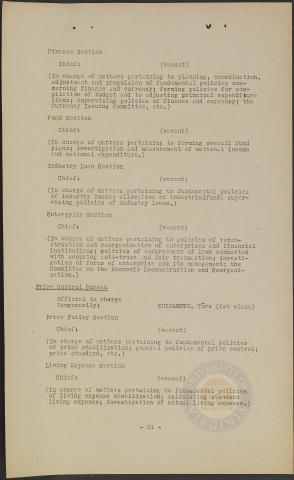 Finance Section
Chief: (vacant)
(In charge of matters pertaining to planning, coordination,
adjustment and propulsion of fundamental policies con-
cerning finance and currency; forming policies for com-
pilation of budget and to adjusting principal expenditure
items; supervising policies of finance and currency; the
Currency Issuing Committee, etc.)
Fund Section
Chief: (vacant)
(In charge of matters pertaining to forming overall fund
plans; investigation and measurement of national income
and national expenditure.)
Industry Loan Section
Chief: (vacant)
(In charge of matters pertaining to fundamental policies
of industry loans; allocation of industrial fund; super-
vising policies of industry loans.)
Enterprise Section
Chief: (vacant)
(In charge of matters pertaining to policies of recon-
struction and reorganization of enterprises and financial
institutions; policies of enforcement of laws connected
with securing anti-trust and fair transaction; investi-
gation of form of enterprise and its management; the
Committee on the Economic Reconstruction and Reorgani-
zation.)
Price Control Bureau
Official in charge
temporarily: Tōru (1st class)
Price Policy Section
Chief: (vacant)
(In charge of matters pertaining to fundamental policies
of price stabilization; general policies of price control;
price standard, etc.)
Living Expense Section
Chief: (vacant)
(In charge of matters pertaining to fundamental policies
of living expense stabilization; calculating standard
living expense; investigation of actual living expense.)
- 21 -
UNIVERSITY
VIRGINIA